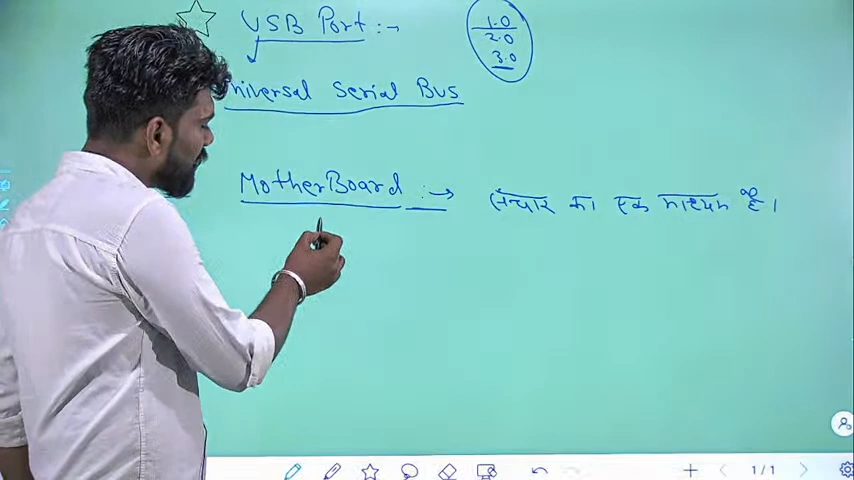 USB Port :→
1.0
2.0
3.0
niversal Serial Bus
MotherBoard :→ संचार का एक माध्यम है।
1/1